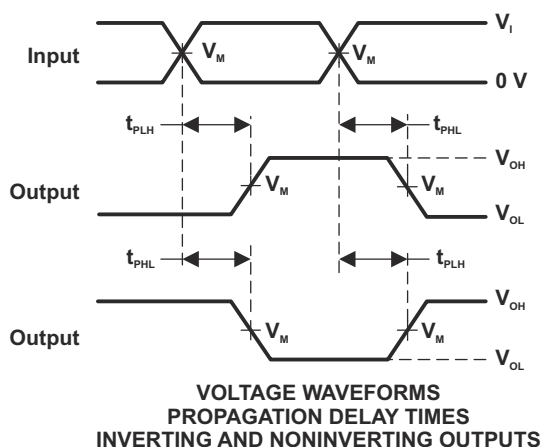 V_I
Input
V_M
V_M
0 V
t_PLH
t_PHL
V_OH
Output
V_M
V_M
V_OL
t_PHL
t_PLH
V_OH
Output
V_M
V_M
V_OL
VOLTAGE WAVEFORMS
PROPAGATION DELAY TIMES
INVERTING AND NONINVERTING OUTPUTS